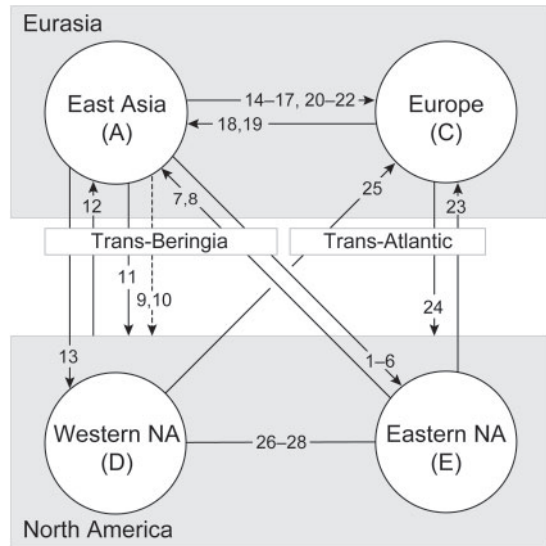 Eurasia
East Asia
(A)
14–17, 20–22
18,19
Europe
(C)
7,8
25
12
23
Trans-Beringia
Trans-Atlantic
11
9,10
24
13
1–6
Western NA
(D)
26–28
Eastern NA
(E)
North America